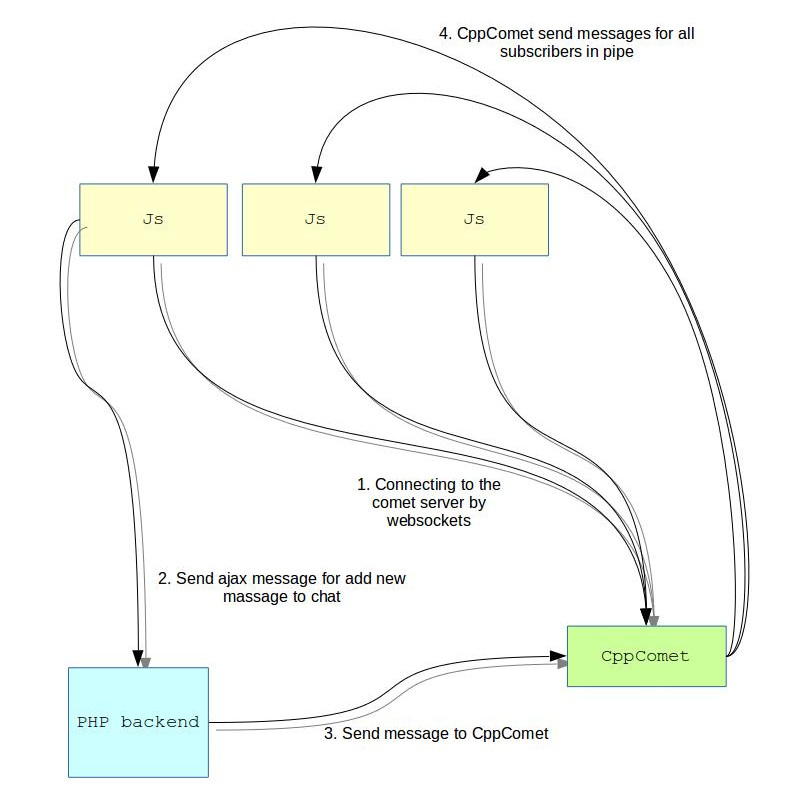 4. CppComet send messages for all
subscribers in pipe
Js
Js
Js
1. Connecting to the
comet server by
websockets
2. Send ajax message for add new
massage to chat
CppComet
PHP backend
3. Send message to CppComet